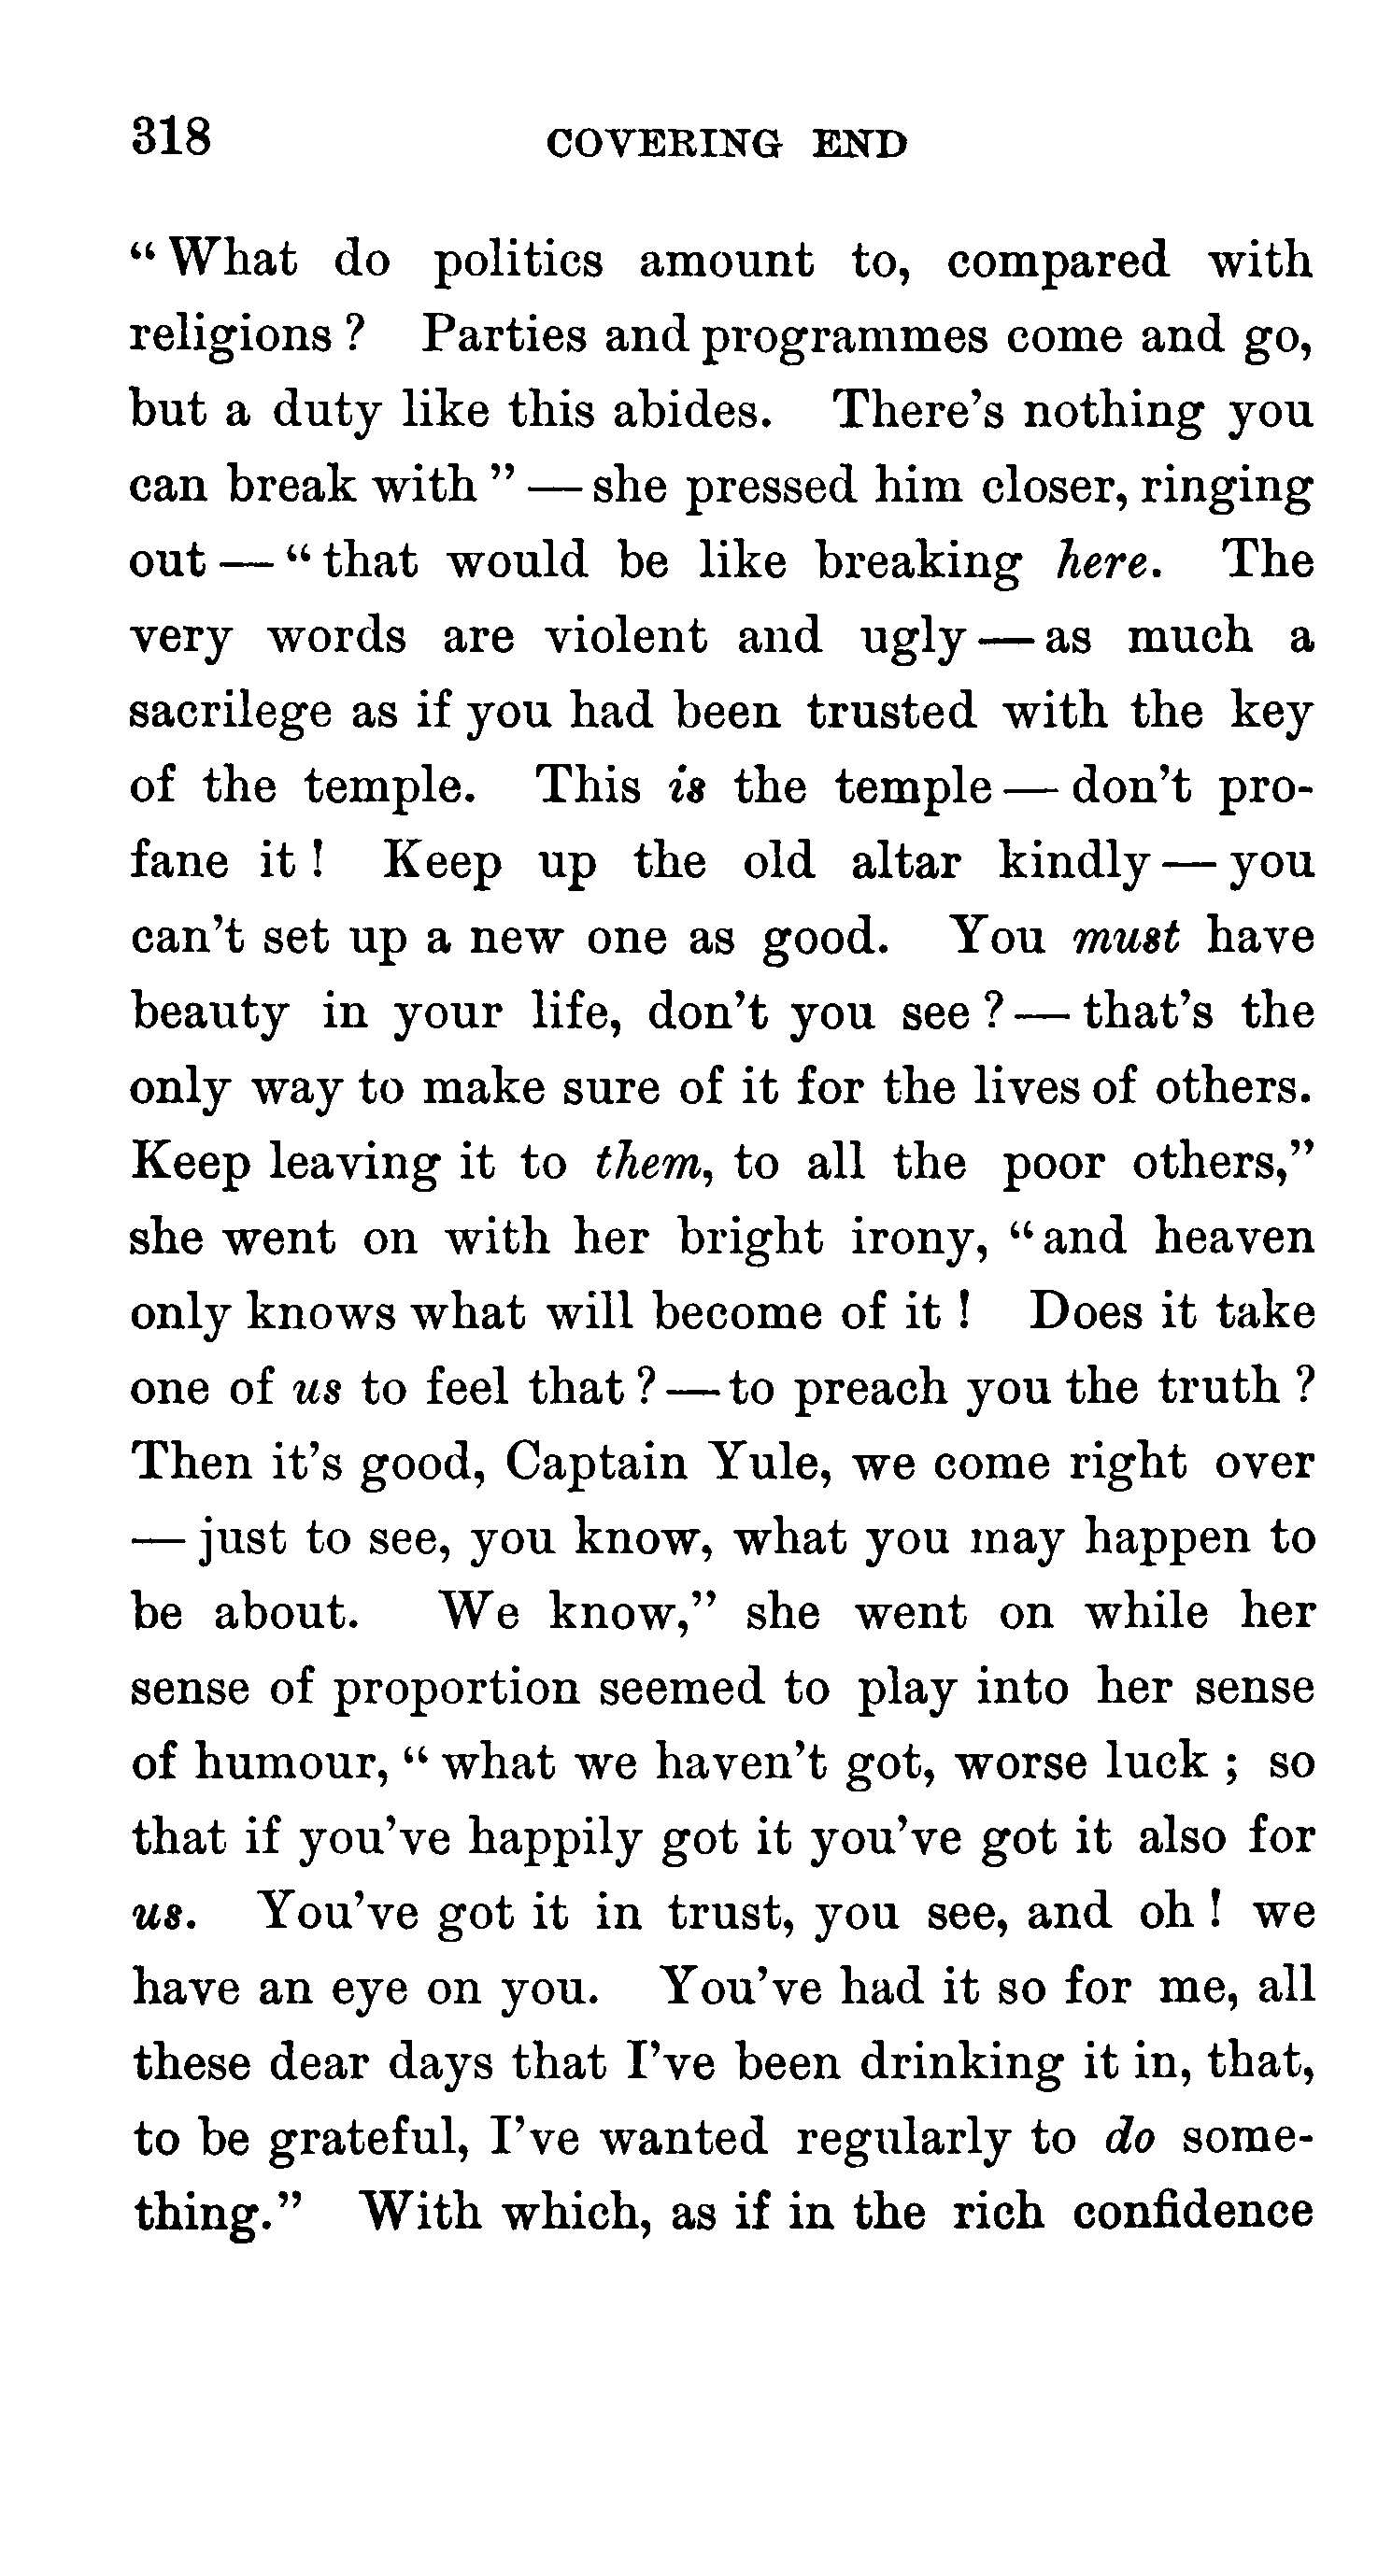 318 COVERING END
“What do politics amount to, compared with
religions? Parties and programmes come and go,
but a duty like this abides. There’s nothing you
can break with”—she pressed him closer, ringing
out—“that would be like breaking here. The
very words are violent and ugly—as much a
sacrilege as if you had been trusted with the key
of the temple. This is the temple—don’t pro-
fane it! Keep up the old altar kindly—you
can’t set up a new one as good. You must have
beauty in your life, don’t you see?—that’s the
only way to make sure of it for the lives of others.
Keep leaving it to them, to all the poor others,”
she went on with her bright irony, “and heaven
only knows what will become of it! Does it take
one of us to feel that?—to preach you the truth?
Then it’s good, Captain Yule, we come right over
—just to see, you know, what you may happen to
be about. We know,” she went on while her
sense of proportion seemed to play into her sense
of humour, “what we haven’t got, worse luck; so
that if you’ve happily got it you’ve got it also for
us. You’ve got it in trust, you see, and oh! we
have an eye on you. You’ve had it so for me, all
these dear days that I’ve been drinking it in, that,
to be grateful, I’ve wanted regularly to do some-
thing.” With which, as if in the rich confidence